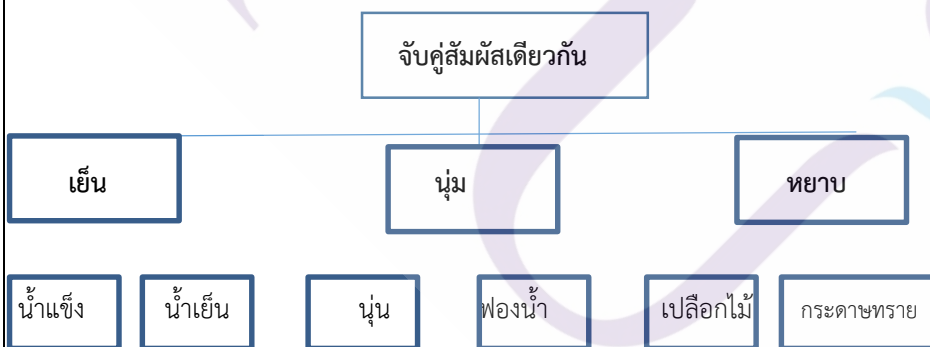 จับคู่สัมผัสเดียวกัน
เย็น นุ่ม หยาบ
น้ำแข็ง น้ำเย็น นุ่น ฟองน้ำ เปลือกไม้ กระดาษทราย